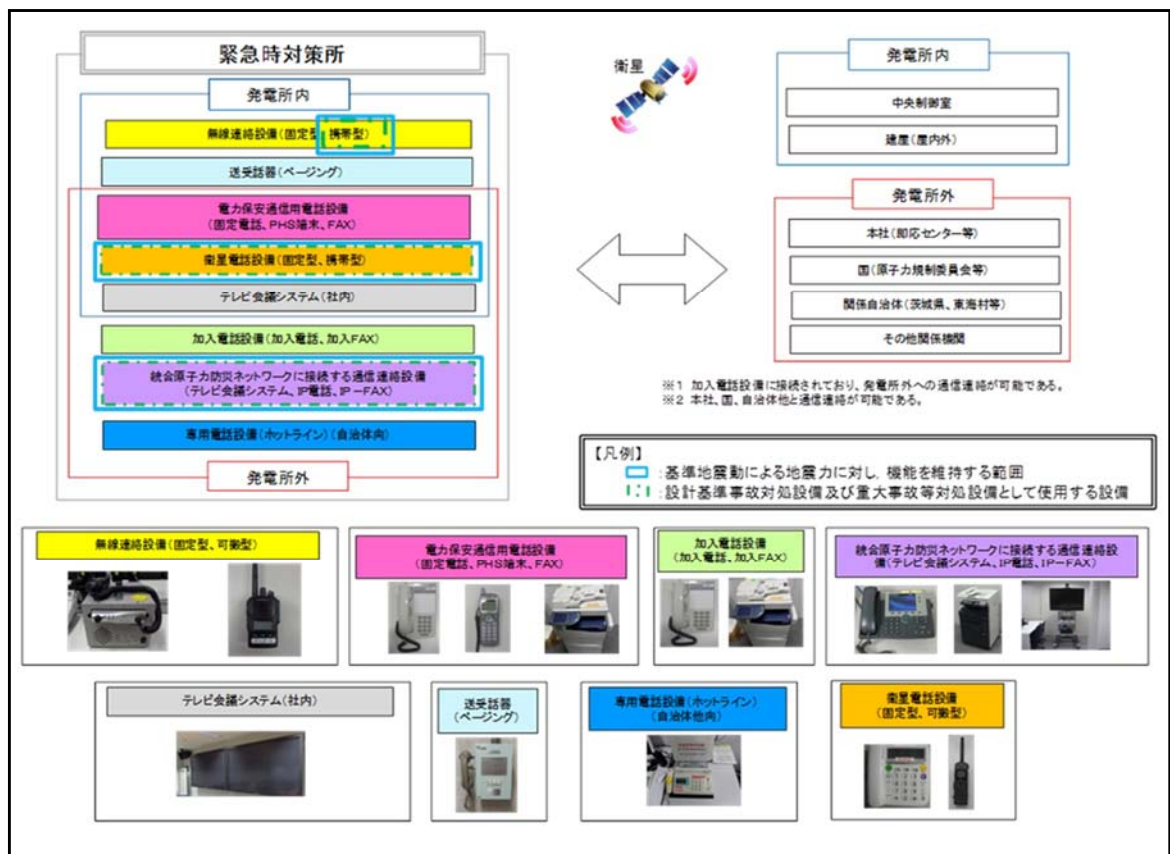 緊急時対策所
発電所内
無線連絡設備(固定型、携帯型)
送受話器(ページング)
電力保安通信用電話設備
(固定電話、PHS端末、FAX)
衛星電話設備(固定型、携帯型)
テレビ会議システム(社内)
加入電話設備(加入電話、加入FAX)
統合原子力防災ネットワークに接続する通信連絡設備
(テレビ会議システム、IP電話、IP-FAX)
専用電話設備(ホットライン)(自治体向)
発電所外
衛星
発電所内
中央制御室
建屋(屋内外)
発電所外
本社(即応センター等)
国(原子力規制委員会等)
関係自治体(茨城県、東海村等)
その他関係機関
※1 加入電話設備に接続されており、発電所外への通信連絡が可能である。
※2 本社、国、自治体他と通信連絡が可能である。
【凡例】
:基準地震動による地震力に対し,機能を維持する範囲
:設計基準事故対処設備及び重大事故等対処設備として使用する設備
無線連絡設備(固定型、可搬型)
電力保安通信用電話設備
(固定電話、PHS端末、FAX)
加入電話設備
(加入電話、加入FAX)
統合原子力防災ネットワークに接続する通信連絡設
備(テレビ会議システム、IP電話、IP-FAX)
テレビ会議システム(社内)
送受話器
(ページング)
専用電話設備(ホットライン)
(自治体他向)
衛星電話設備
(固定型、可搬型)